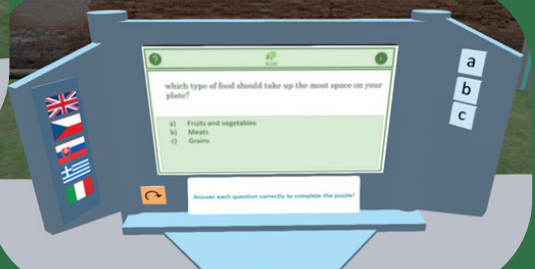 ?
i
which type of food should take up the most space on your
plate?
a) Fruits and vegetables
b) Meats
c) Grains
Answer each question correctly to complete the puzzle!
a
b
c